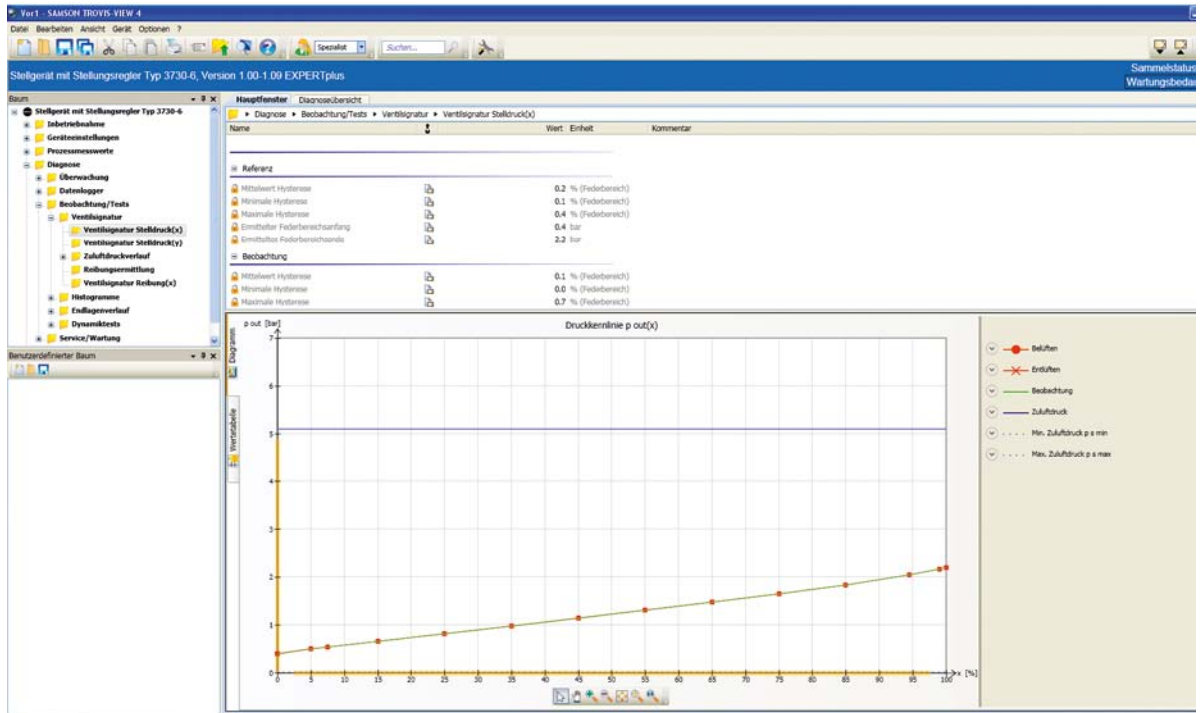 Ver1 - SAMSON TROVIS-VIEW 4
Datei Bearbeiten Ansicht Gerät Optionen ?
Spezialist
Suchen...
Stellgerät mit Stellungsregler Typ 3730-6, Version 1.00-1.09 EXPERTplus
Sammelstatus
Wartungsbedar
Baum
Stellgerät mit Stellungsregler Typ 3730-6
Inbetriebnahme
Geräteeinstellungen
Prozessmesswerte
Diagnose
Überwachung
Datenlogger
Beobachtung/Tests
Ventilsignatur
Ventilsignatur Stelldruck(x)
Ventilsignatur Stelldruck(y)
Zuluftdruckverlauf
Reibungsermittlung
Ventilsignatur Reibung(x)
Histogramme
Endlagenverlauf
Dynamiktests
Service/Wartung
Benutzerdefinierter Baum
Hauptfenster Diagnoseübersicht
Diagnose Beobachtung/Tests Ventilsignatur Ventilsignatur Stelldruck(x)
Name Wert Einheit Kommentar
Referenz
Mittelwert Hysterese 0.2 % (Federbereich)
Minimale Hysterese 0.1 % (Federbereich)
Maximale Hysterese 0.4 % (Federbereich)
Ermittelter Federbereichsanfang 0.4 bar
Ermitteltes Federbereichsende 2.2 bar
Beobachtung
Mittelwert Hysterese 0.1 % (Federbereich)
Minimale Hysterese 0.0 % (Federbereich)
Maximale Hysterese 0.7 % (Federbereich)
Diagramm
Wertetabelle
p out [bar]
Druckkennlinie p out(x)
7
6
5
4
3
2
1
0
0 5 10 15 20 25 30 35 40 45 50 55 60 65 70 75 80 85 90 95 100 x [%]
Belüften
Entlüften
Beobachtung
Zuluftdruck
Min. Zuluftdruck p s min
Max. Zuluftdruck p s max